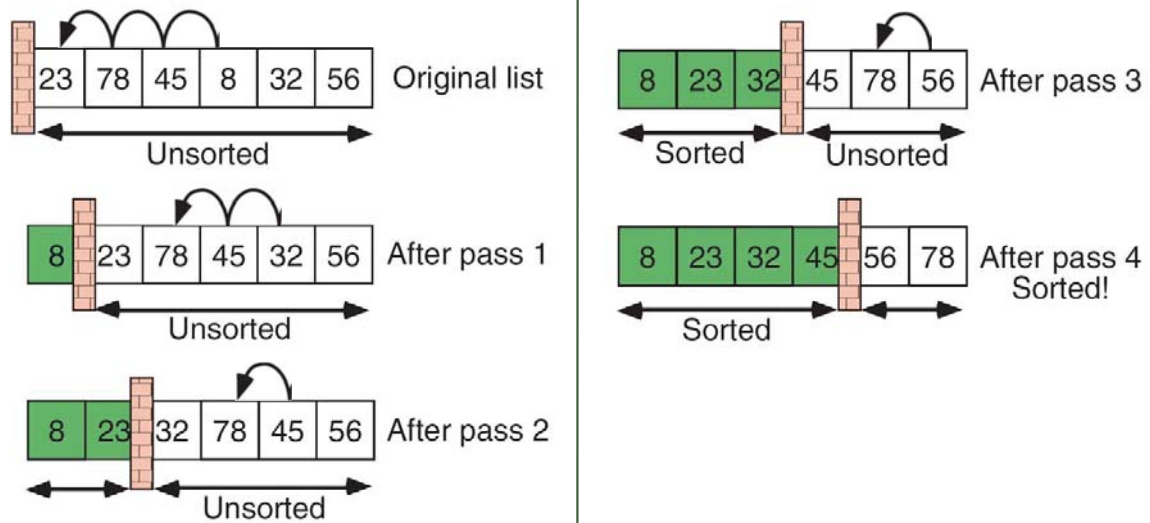 23 78 45 8 32 56 Original list
Unsorted
8 23 78 45 32 56 After pass 1
Unsorted
8 23 32 78 45 56 After pass 2
Unsorted
8 23 32 45 78 56 After pass 3
Sorted Unsorted
8 23 32 45 56 78 After pass 4
Sorted!
Sorted